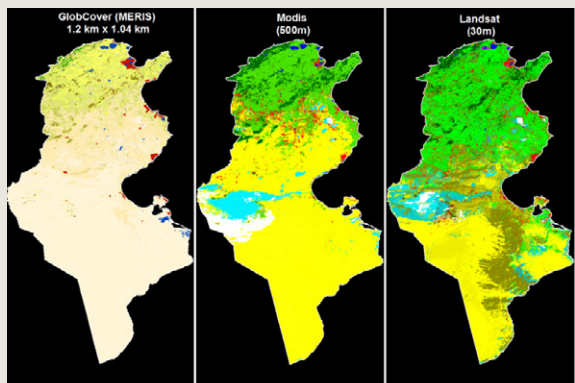 GlobCover (MERIS)
1.2 km x 1.04 km
Modis
(500m)
Landsat
(30m)